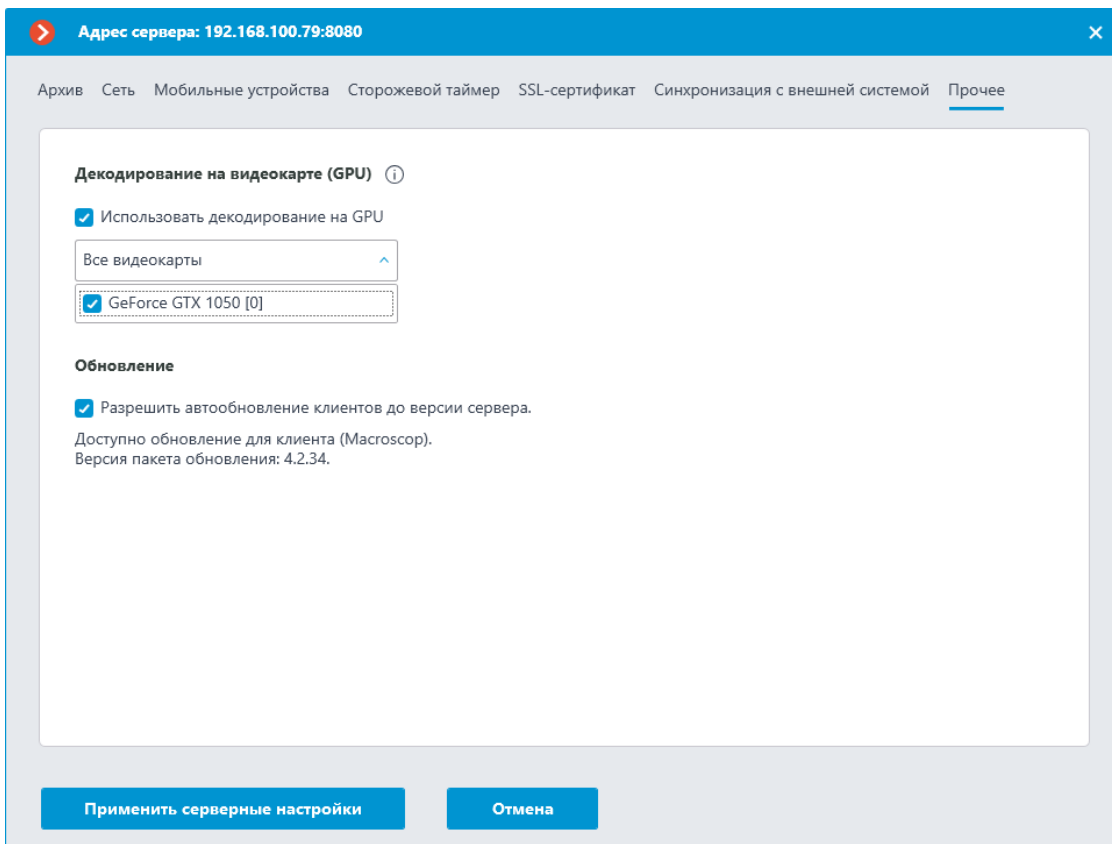 Адрес сервера: 192.168.100.79:8080
Архив Сеть Мобильные устройства Сторожевой таймер SSL-сертификат Синхронизация с внешней системой Прочее
Декодирование на видеокарте (GPU)
Использовать декодирование на GPU
Все видеокарты
GeForce GTX 1050 [0]
Обновление
Разрешить автообновление клиентов до версии сервера.
Доступно обновление для клиента (Macroscop).
Версия пакета обновления: 4.2.34.
Применить серверные настройки Отмена